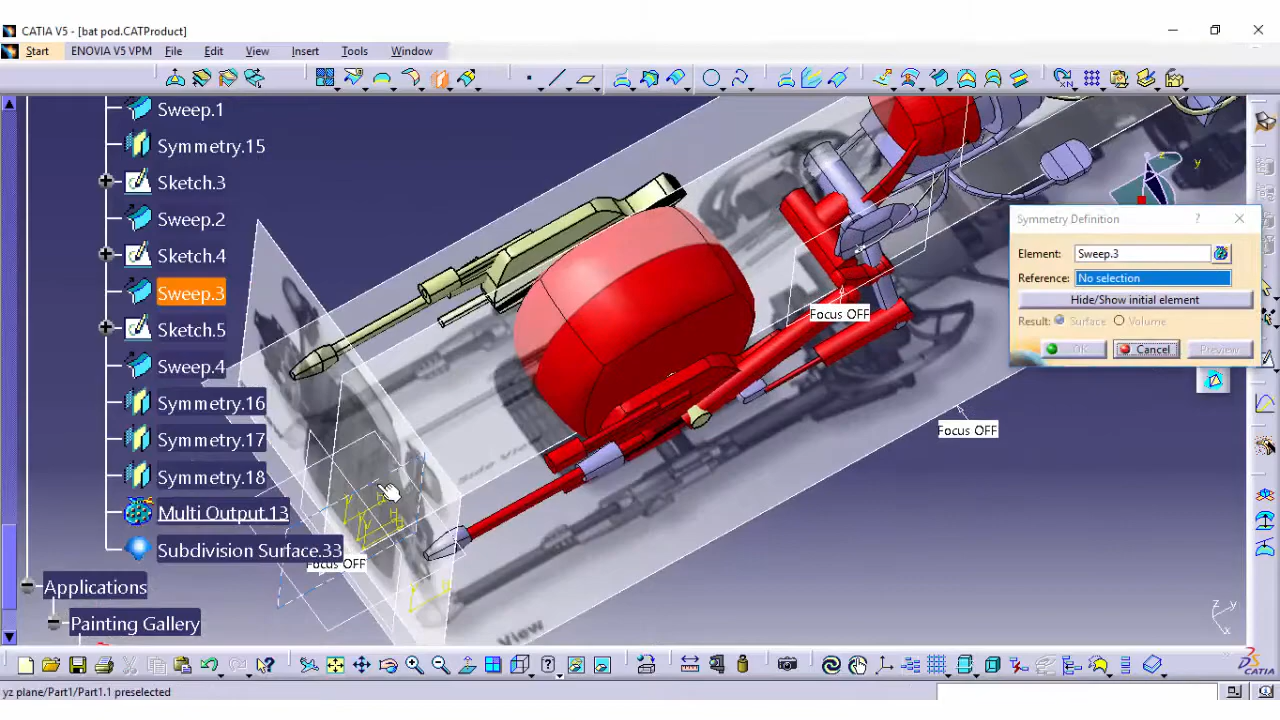 CATIA V5 - [bat pod.CATProduct]
Start ENOVIA V5 VPM File Edit View Insert Tools Window
Sweep.1
Symmetry.15
Sketch.3
Sweep.2
Sketch.4
Sweep.3
Sketch.5
Sweep.4
Symmetry.16
Symmetry.17
Symmetry.18
Multi Output.13
Subdivision Surface.33
Applications
Painting Gallery
Symmetry Definition
Element: Sweep.3
Reference: No selection
Hide/Show initial element
Result: Surface Volume
OK Cancel Preview
z
y
Focus OFF
Focus OFF
Focus OFF
Side View
View
z y
x
CATIA
yz plane/Part1/Part1.1 preselected